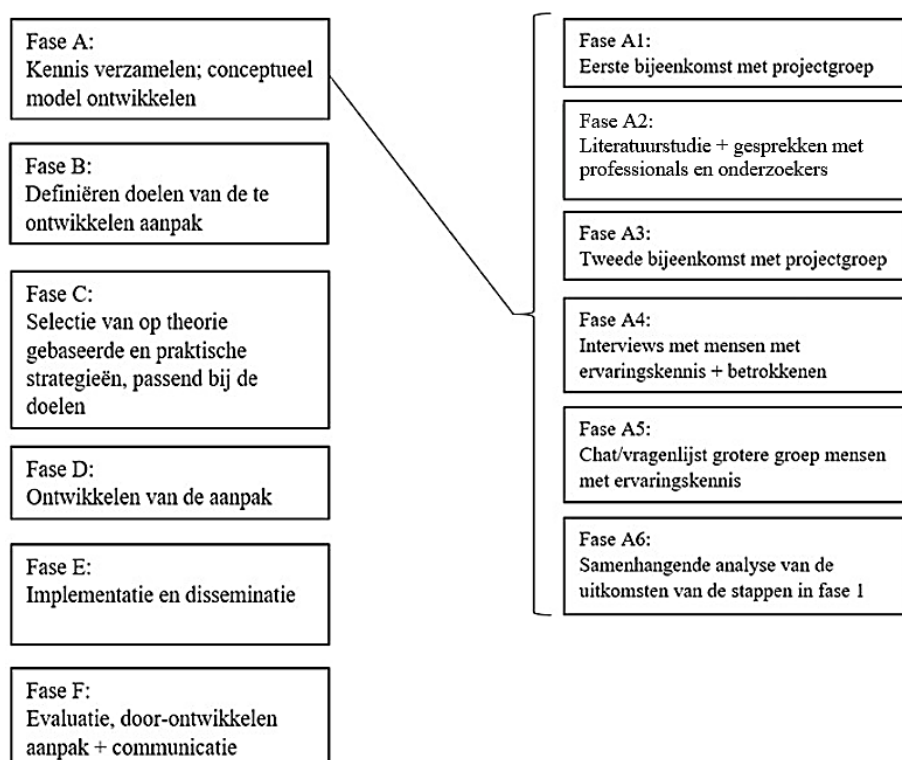 Fase A:
Kennis verzamelen; conceptueel
model ontwikkelen
Fase B:
Definiëren doelen van de te
ontwikkelen aanpak
Fase C:
Selectie van op theorie
gebaseerde en praktische
strategieën, passend bij de
doelen
Fase D:
Ontwikkelen van de aanpak
Fase E:
Implementatie en disseminatie
Fase F:
Evaluatie, door-ontwikkelen
aanpak + communicatie
Fase A1:
Eerste bijeenkomst met projectgroep
Fase A2:
Literatuurstudie + gesprekken met
professionals en onderzoekers
Fase A3:
Tweede bijeenkomst met projectgroep
Fase A4:
Interviews met mensen met
ervaringskennis + betrokkenen
Fase A5:
Chat/vragenlijst grotere groep mensen
met ervaringskennis
Fase A6:
Samenhangende analyse van de
uitkomsten van de stappen in fase 1